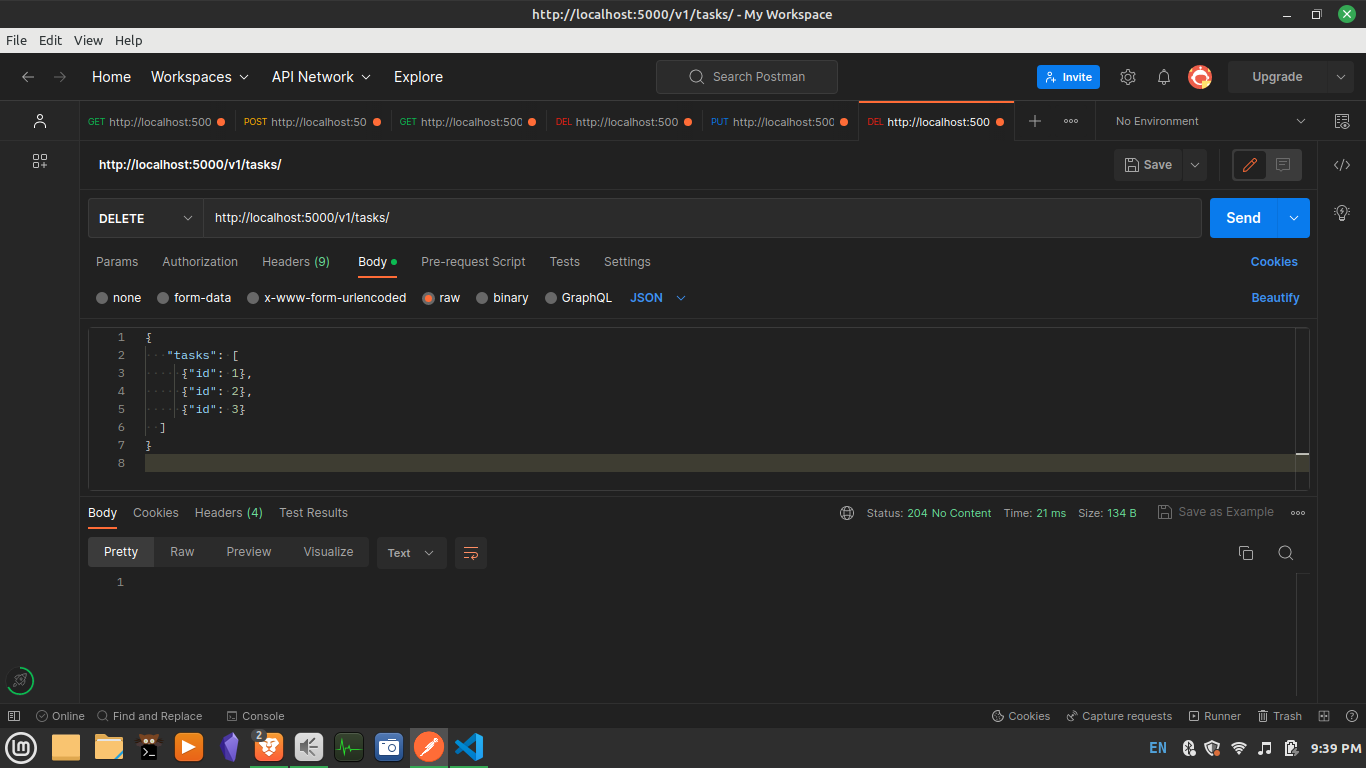 http://localhost:5000/v1/tasks/ - My Workspace
File Edit View Help
Home Workspaces API Network Explore Search Postman Invite Upgrade
GET http://localhost:500 POST http://localhost:50 GET http://localhost:500 DEL http://localhost:500 PUT http://localhost:500 DEL http://localhost:500 No Environment
http://localhost:5000/v1/tasks/ Save
DELETE http://localhost:5000/v1/tasks/ Send
Params Authorization Headers (9) Body Pre-request Script Tests Settings Cookies
none form-data x-www-form-urlencoded raw binary GraphQL JSON Beautify
1 {
2 "tasks": [
3 {"id": 1},
4 {"id": 2},
5 {"id": 3}
6 ]
7 }
8
Body Cookies Headers (4) Test Results Status: 204 No Content Time: 21 ms Size: 134 B Save as Example
Pretty Raw Preview Visualize Text
1
Online Find and Replace Console Cookies Capture requests Runner Trash
2
EN 9:39 PM